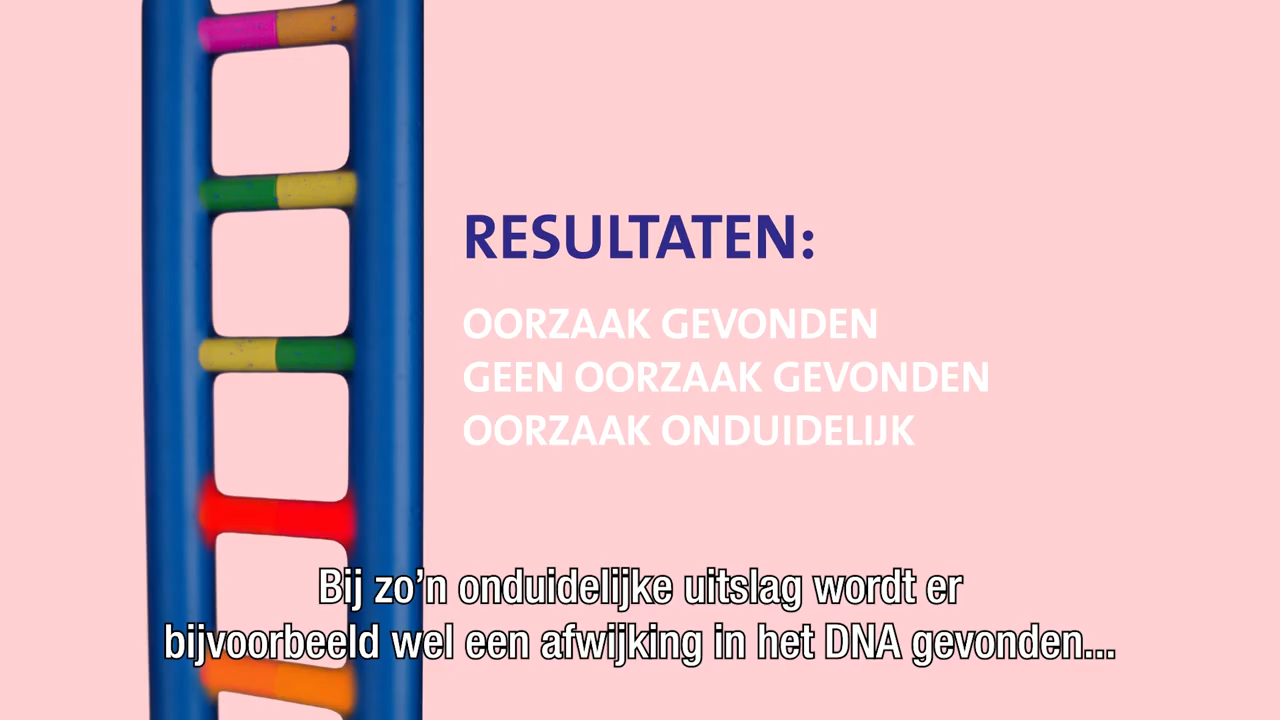 RESULTATEN:
OORZAAK GEVONDEN
GEEN OORZAAK GEVONDEN
OORZAAK ONDUIDELIJK
Bij zo’n onduidelijke uitslag wordt er
bijvoorbeeld wel een afwijking in het DNA gevonden...